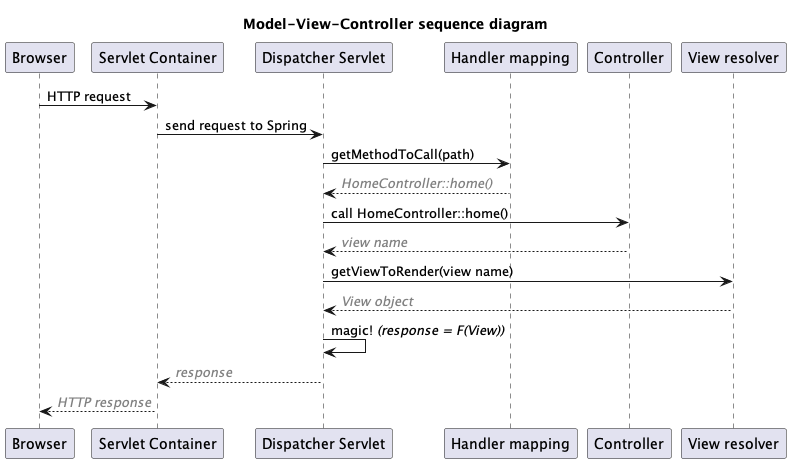 Model-View-Controller sequence diagram
Browser
Servlet Container
Dispatcher Servlet
Handler mapping
Controller
View resolver
HTTP request
send request to Spring
getMethodToCall(path)
HomeController::home()
call HomeController::home()
view name
getViewToRender(view name)
View object
magic! (response = F(View))
response
HTTP response
Browser
Servlet Container
Dispatcher Servlet
Handler mapping
Controller
View resolver